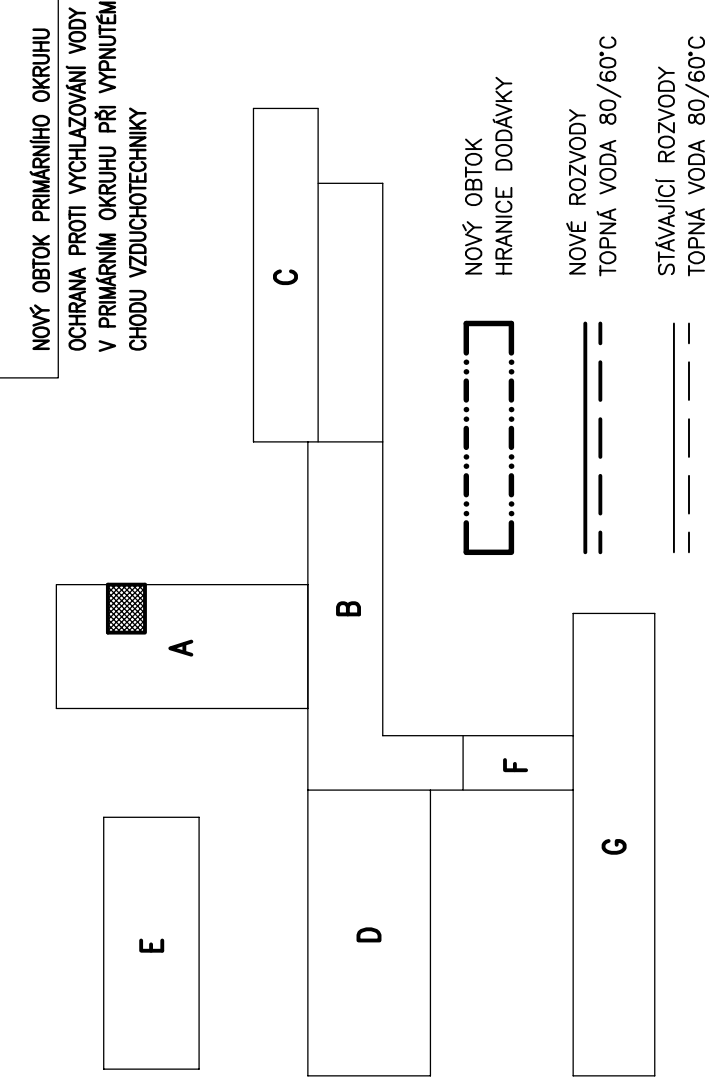 NOVÝ OBTOK PRIMÁRNÍHO OKRUHU
OCHRANA PROTI VYCHLAZOVÁNÍ VODY
V PRIMÁRNÍM OKRUHU PŘI VYPNUTÉM
CHODU VZDUCHOTECHNIKY
E
A
D
B
C
F
G
NOVÝ OBTOK
HRANICE DODÁVKY
NOVÉ ROZVODY
TOPNÁ VODA 80/60°C
STÁVAJÍCÍ ROZVODY
TOPNÁ VODA 80/60°C